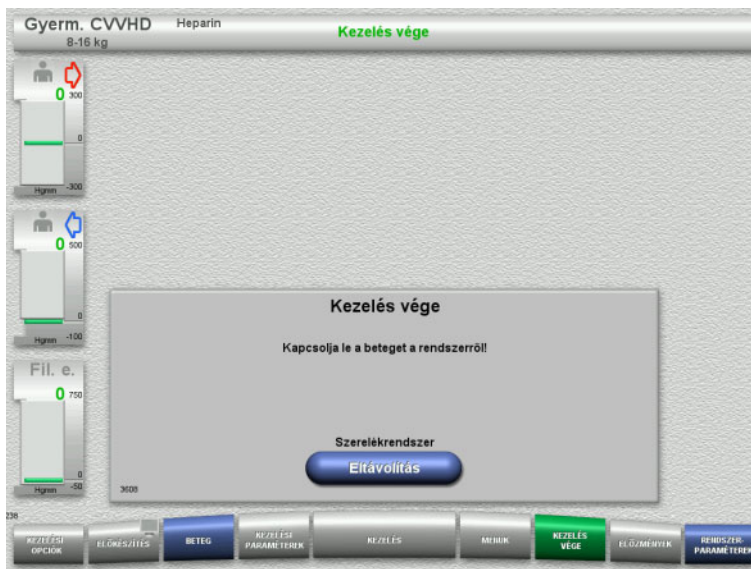 Gyerm. CVVHD
Heparin
Kezelés vége
8-16 kg
0
300
0
-300
Hgmm
0
500
0
-100
Hgmm
Fil. e.
0
750
0
-50
Hgmm
Kezelés vége
Kapcsolja le a beteget a rendszerről!
Szerelékrendszer
Eltávolítás
3608
238
KEZELÉSI OPCIÓK
ELŐKÉSZÍTÉS
BETEG
KEZELÉSI PARAMÉTEREK
KEZELÉS
MENÜK
KEZELÉS VÉGE
ELŐZMÉNYEK
RENDSZER-PARAMÉTEREK